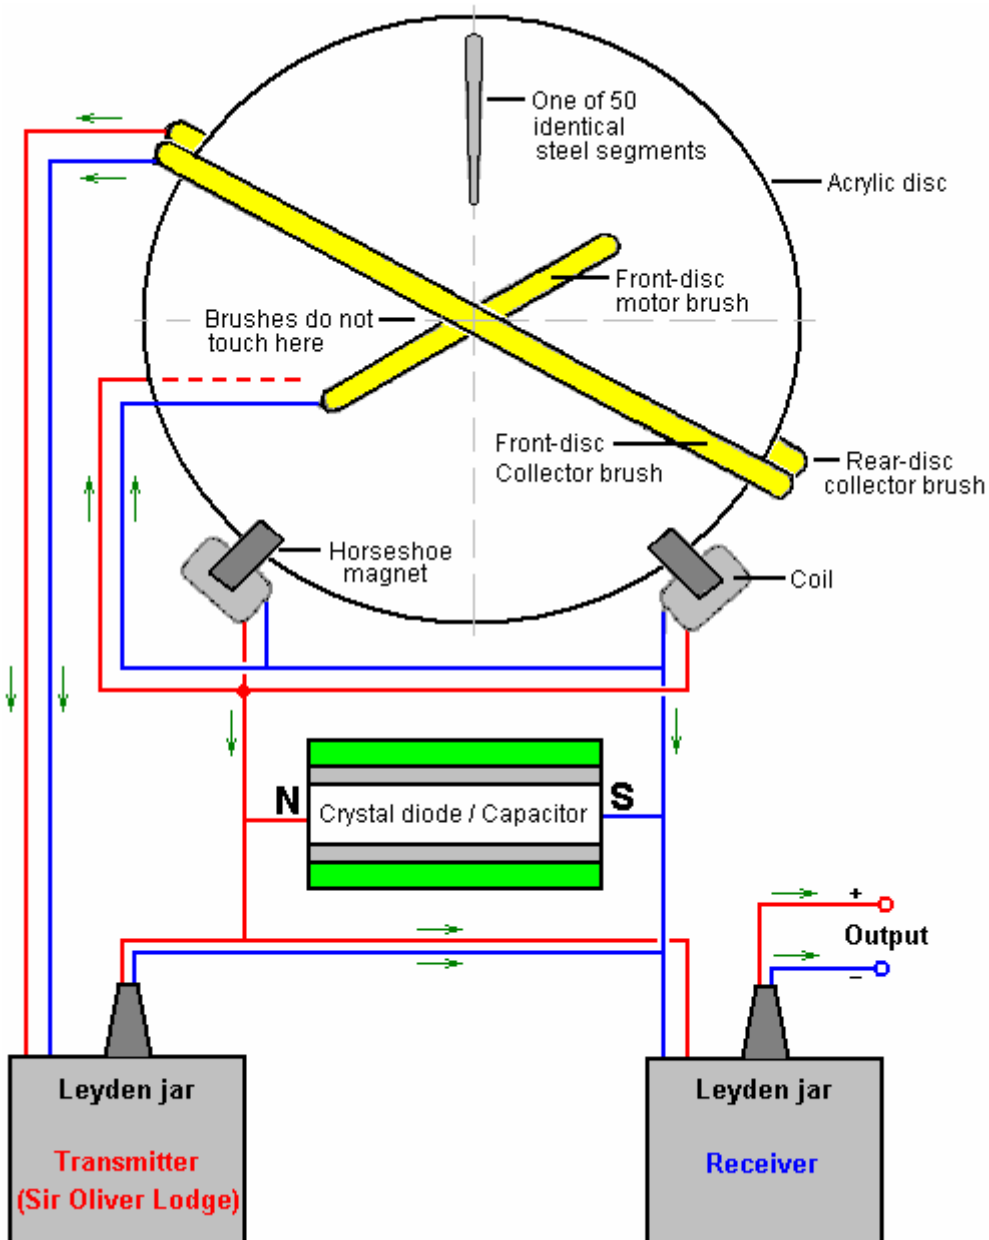 One of 50
identical
steel segments
Acrylic disc
Front-disc
motor brush
Brushes do not
touch here
Front-disc
Collector brush
Rear-disc
collector brush
Horseshoe
magnet
Coil
N
Crystal diode / Capacitor
S
+
Output
–
Leyden jar
Transmitter
(Sir Oliver Lodge)
Leyden jar
Receiver